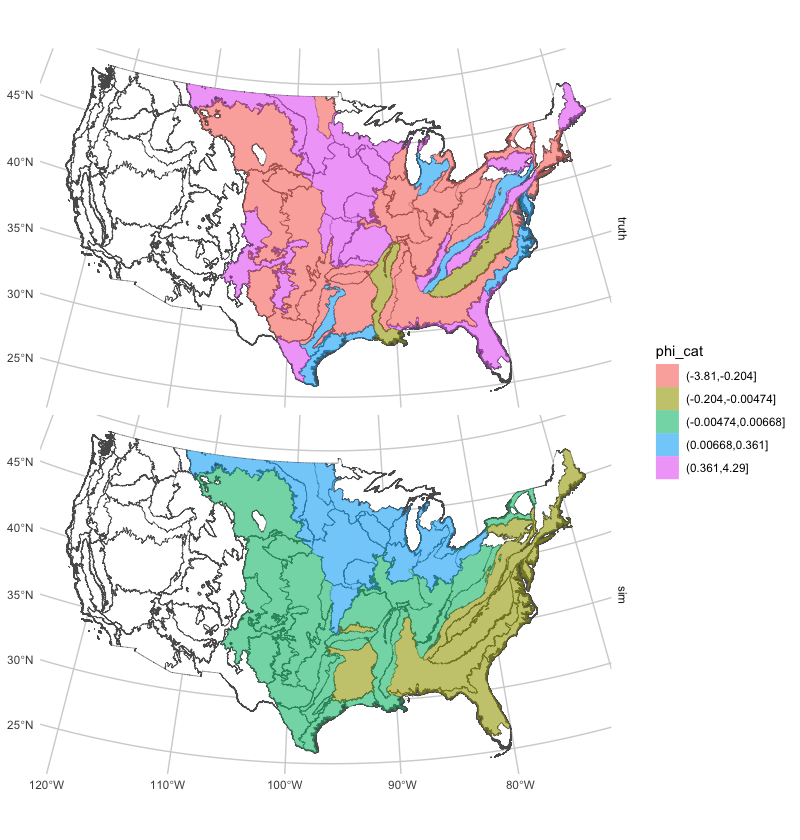 45°N
40°N
35°N
30°N
25°N
truth
45°N
40°N
35°N
30°N
25°N
sim
120°W
110°W
100°W
90°W
80°W
phi_cat
(-3.81,-0.204]
(-0.204,-0.00474]
(-0.00474,0.00668]
(0.00668,0.361]
(0.361,4.29]